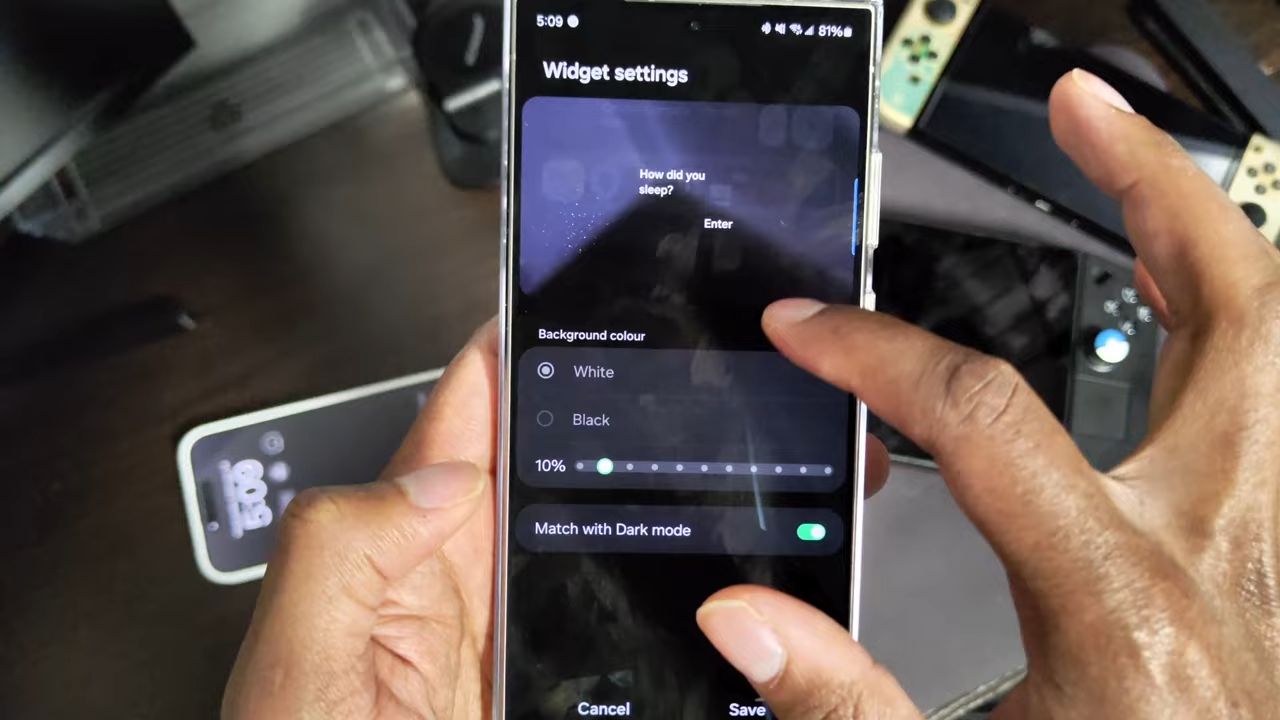 5:09
81%
Widget settings
How did you
sleep?
Enter
Background colour
White
Black
10%
Match with Dark mode
Cancel
Save